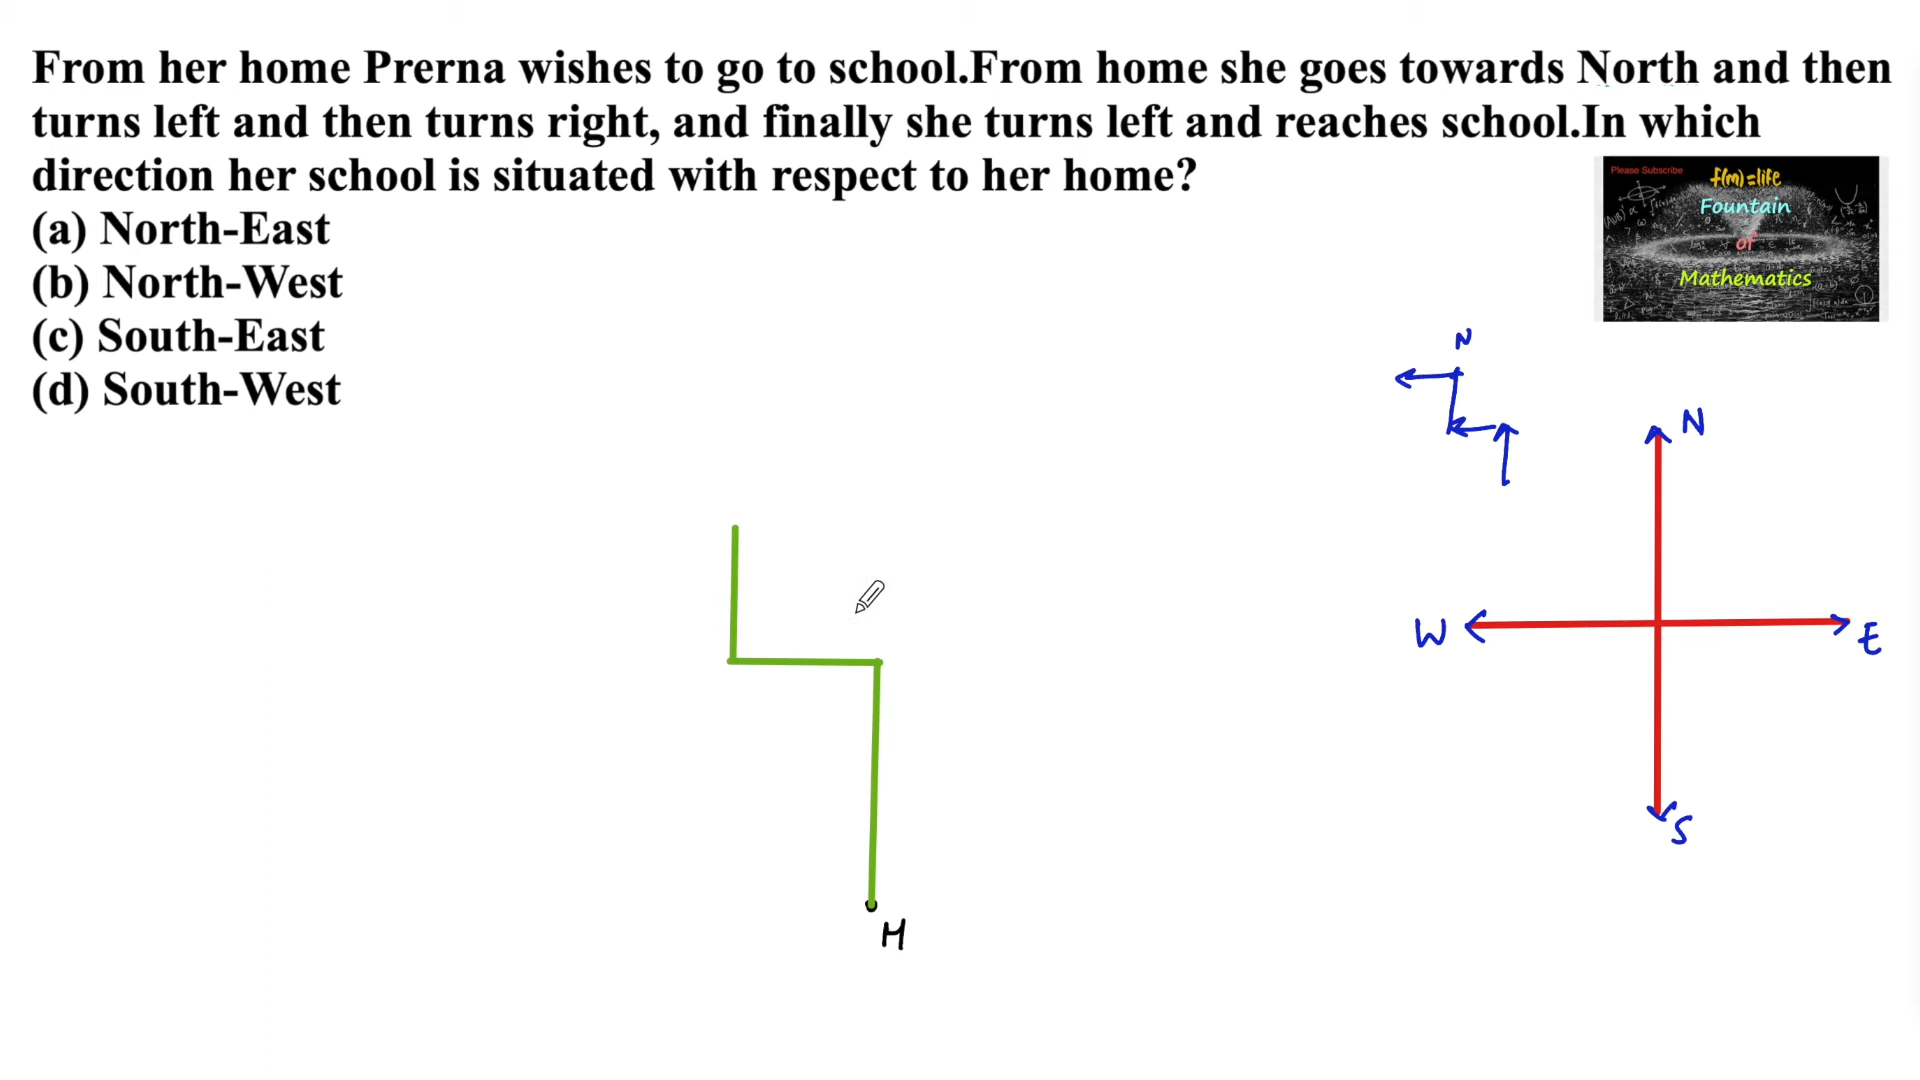 From her home Prerna wishes to go to school.From home she goes towards North and then
turns left and then turns right, and finally she turns left and reaches school.In which
direction her school is situated with respect to her home?
(a) North-East
(b) North-West
(c) South-East
(d) South-West
Please Subscribe
f(m)=life
Fountain
of
Mathematics
N
N
W
E
S
H